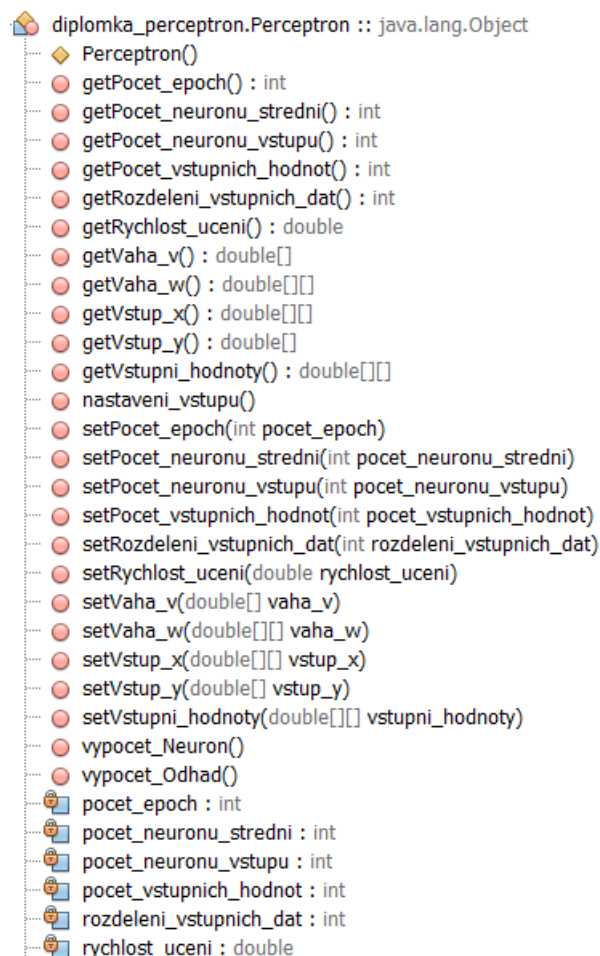 diplomka_perceptron.Perceptron :: java.lang.Object
Perceptron()
getPocet_epoch() : int
getPocet_neuronu_stredni() : int
getPocet_neuronu_vstupu() : int
getPocet_vstupnich_hodnot() : int
getRozdeleni_vstupnich_dat() : int
getRychlost_uceni() : double
getVaha_v() : double[]
getVaha_w() : double[][]
getVstup_x() : double[][]
getVstup_y() : double[]
getVstupni_hodnoty() : double[][]
nastaveni_vstupu()
setPocet_epoch(int pocet_epoch)
setPocet_neuronu_stredni(int pocet_neuronu_stredni)
setPocet_neuronu_vstupu(int pocet_neuronu_vstupu)
setPocet_vstupnich_hodnot(int pocet_vstupnich_hodnot)
setRozdeleni_vstupnich_dat(int rozdeleni_vstupnich_dat)
setRychlost_uceni(double rychlost_uceni)
setVaha_v(double[] vaha_v)
setVaha_w(double[][] vaha_w)
setVstup_x(double[][] vstup_x)
setVstup_y(double[] vstup_y)
setVstupni_hodnoty(double[][] vstupni_hodnoty)
vypocet_Neuron()
vypocet_Odhad()
pocet_epoch : int
pocet_neuronu_stredni : int
pocet_neuronu_vstupu : int
pocet_vstupnich_hodnot : int
rozdeleni_vstupnich_dat : int
rychlost_uceni : double